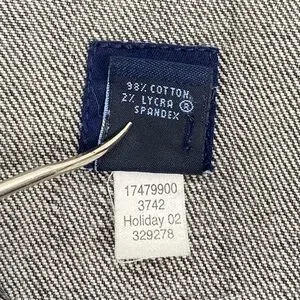 98% COTTON
2% LYCRA ®
SPANDEX
17479900
3742
Holiday 02
329278